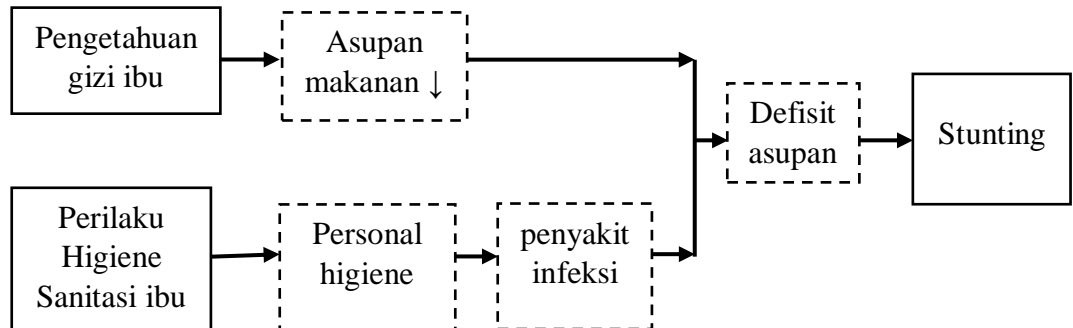 Pengetahuan
gizi ibu
Asupan
makanan ↓
Defisit
asupan
Stunting
Perilaku
Higiene
Sanitasi ibu
Personal
higiene
penyakit
infeksi